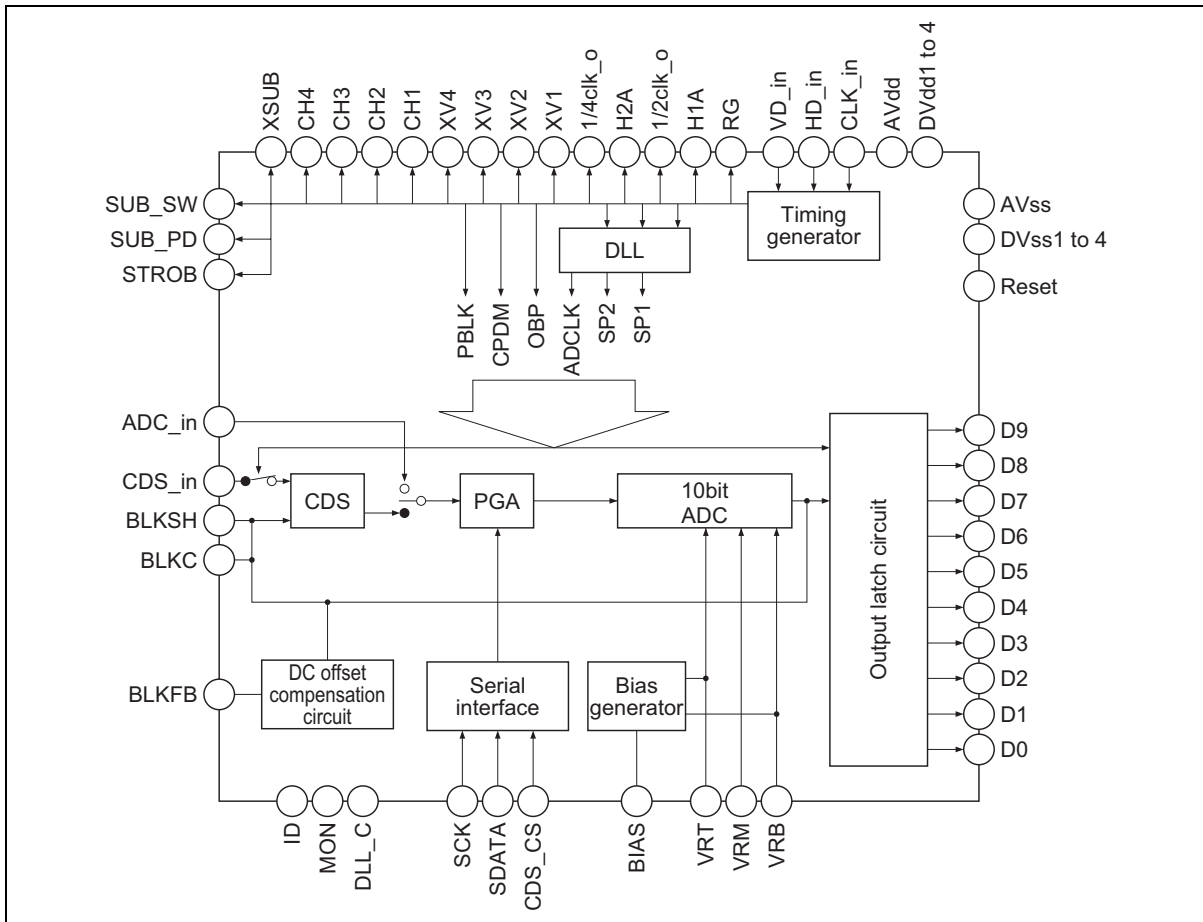 XSUB
CH4
CH3
CH2
CH1
XV4
XV3
XV2
XV1
1/4clk_o
H2A
1/2clk_o
H1A
RG
VD_in
HD_in
CLK_in
AVdd
DVdd1 to 4
SUB_SW
SUB_PD
STROB
Timing
generator
DLL
AVss
DVss1 to 4
Reset
PBLK
CPDM
OBP
ADCLK
SP2
SP1
ADC_in
CDS_in
BLKSH
BLKC
BLKFB
CDS
PGA
10bit
ADC
Output latch circuit
D9
D8
D7
D6
D5
D4
D3
D2
D1
D0
DC offset
compensation
circuit
Serial
interface
Bias
generator
ID
MON
DLL_C
SCK
SDATA
CDS_CS
BIAS
VRT
VRM
VRB